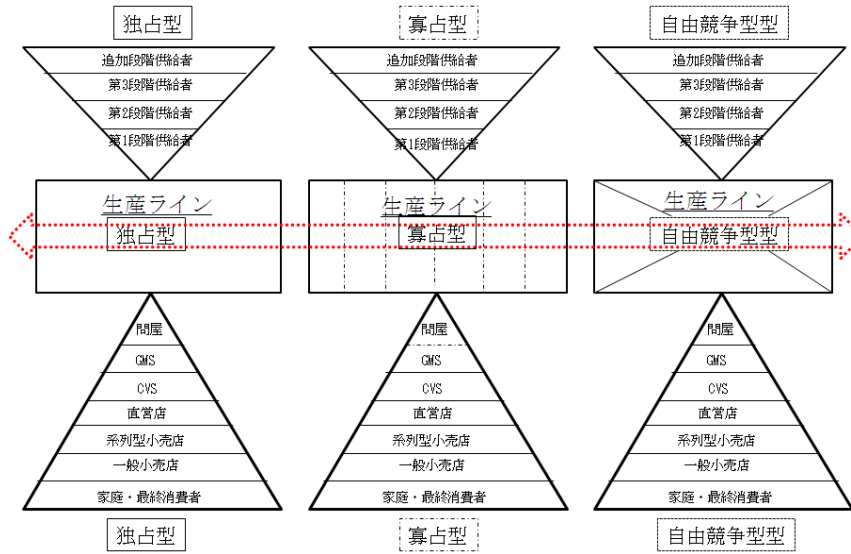 独占型
寡占型
自由競争型型
追加段階供給者
第3段階供給者
第2段階供給者
第1段階供給者
追加段階供給者
第3段階供給者
第2段階供給者
第1段階供給者
追加段階供給者
第3段階供給者
第2段階供給者
第1段階供給者
生産ライン
独占型
生産ライン
寡占型
生産ライン
自由競争型型
問屋
GMS
CVS
直営店
系列型小売店
一般小売店
家庭・最終消費者
問屋
GMS
CVS
直営店
系列型小売店
一般小売店
家庭・最終消費者
問屋
GMS
CVS
直営店
系列型小売店
一般小売店
家庭・最終消費者
独占型
寡占型
自由競争型型